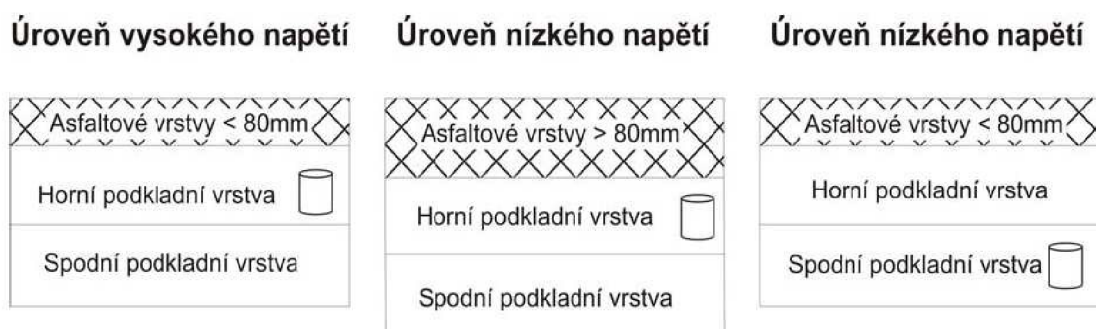 Úroveň vysokého napětí
Asfaltové vrstvy < 80mm
Horní podkladní vrstva
Spodní podkladní vrstva
Úroveň nízkého napětí
Asfaltové vrstvy > 80mm
Horní podkladní vrstva
Spodní podkladní vrstva
Úroveň nízkého napětí
Asfaltové vrstvy < 80mm
Horní podkladní vrstva
Spodní podkladní vrstva